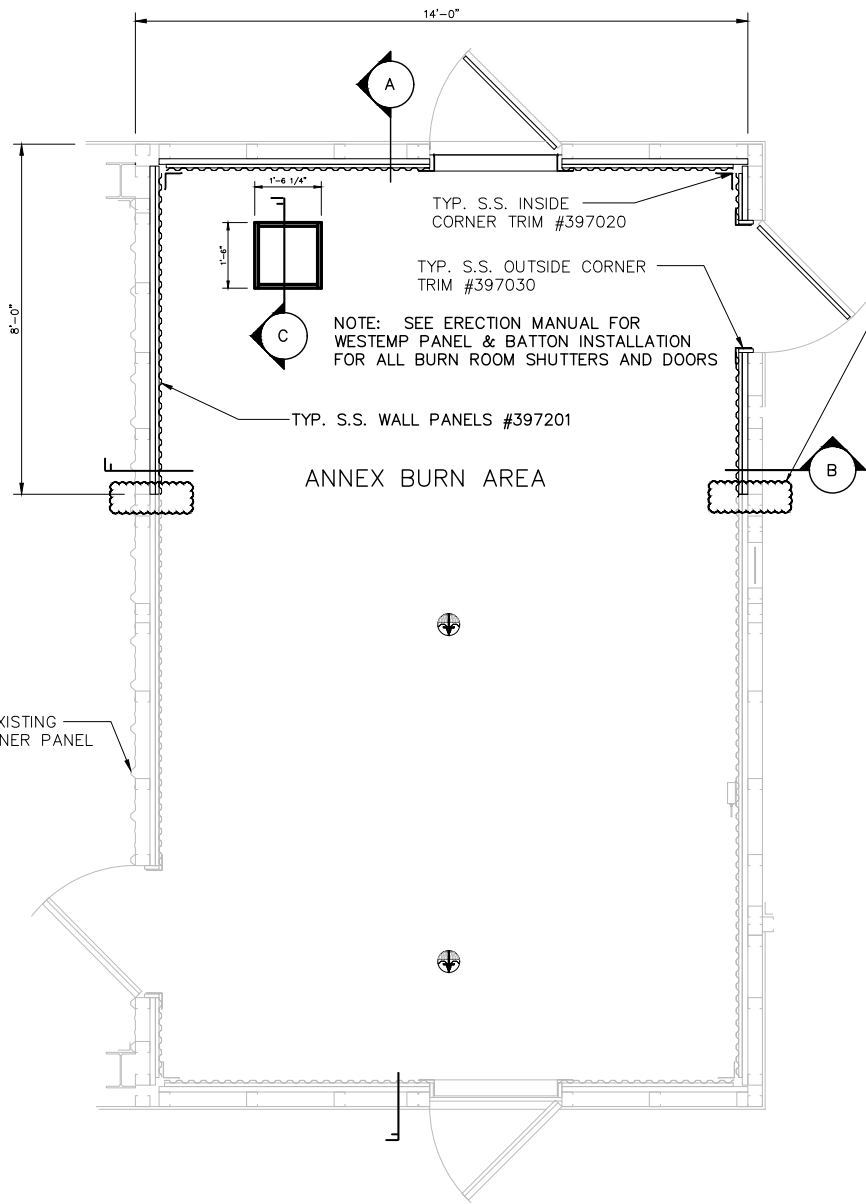 14'-0"
A
8'-0"
1'-6 1/4"
1'-6"
TYP. S.S. INSIDE
CORNER TRIM #397020
TYP. S.S. OUTSIDE CORNER
TRIM #397030
C
NOTE: SEE ERECTION MANUAL FOR
WESTEMP PANEL & BATTON INSTALLATION
FOR ALL BURN ROOM SHUTTERS AND DOORS
TYP. S.S. WALL PANELS #397201
ANNEX BURN AREA
B
XISTING
NER PANEL